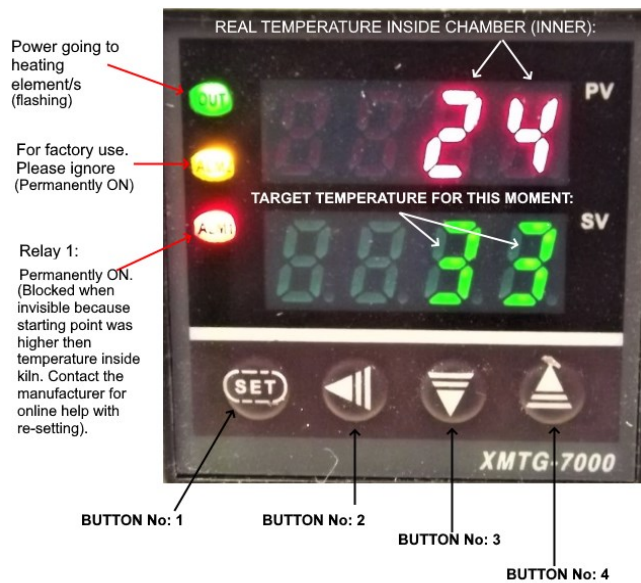 REAL TEMPERATURE INSIDE CHAMBER (INNER):
Power going to
heating
element/s
(flashing)
OUT
24
PV
For factory use.
Please ignore
(Permanently ON)
TARGET TEMPERATURE FOR THIS MOMENT:
33
SV
Relay 1:
Permanently ON.
(Blocked when
invisible because
starting point was
higher then
temperature inside
kiln. Contact the
manufacturer for
online help with
re-setting).
SET
XMTG-7000
BUTTON No: 1
BUTTON No: 2
BUTTON No: 3
BUTTON No: 4